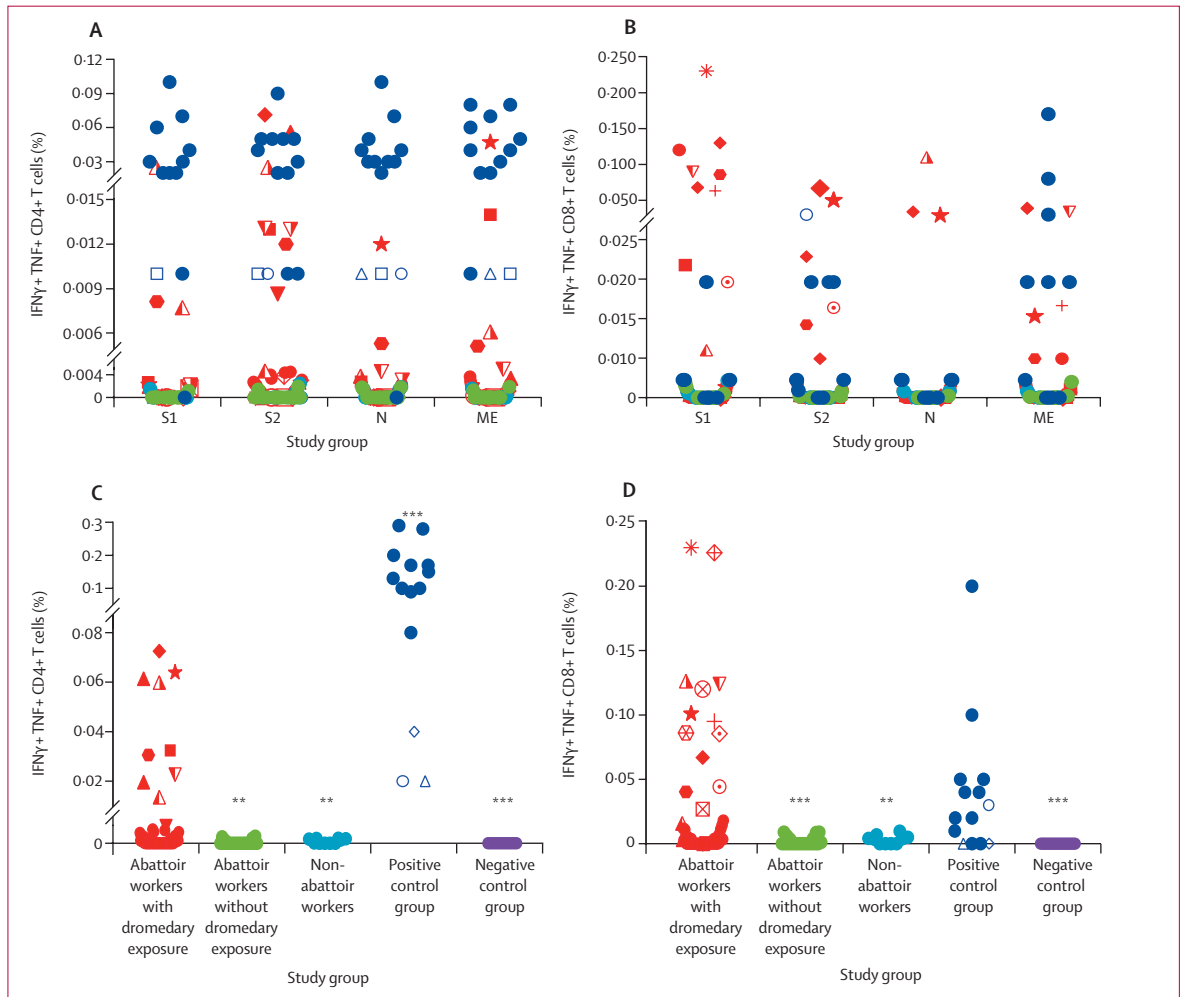 A
IFNγ+ TNF+ CD4+ T cells (%)
0·12
0·09
0·06
0·03
0·015
0·012
0·009
0·006
0·004
0
S1 S2 N ME
Study group
B
IFNγ+ TNF+ CD8+ T cells (%)
0·250
0·200
0·150
0·100
0·050
0·025
0·020
0·015
0·010
0
S1 S2 N ME
Study group
C
IFNγ+ TNF+ CD4+ T cells (%)
0·3
0·2
0·1
0·08
0·06
0·04
0·02
0
** ** *** ***
Abattoir
workers
with
dromedary
exposure
Abattoir
workers
without
dromedary
exposure
Non-
abattoir
workers
Positive
control
group
Negative
control
group
Study group
D
IFNγ+ TNF+ CD8+ T cells (%)
0·25
0·20
0·15
0·10
0·05
0
*** ** ***
Abattoir
workers
with
dromedary
exposure
Abattoir
workers
without
dromedary
exposure
Non-
abattoir
workers
Positive
control
group
Negative
control
group
Study group